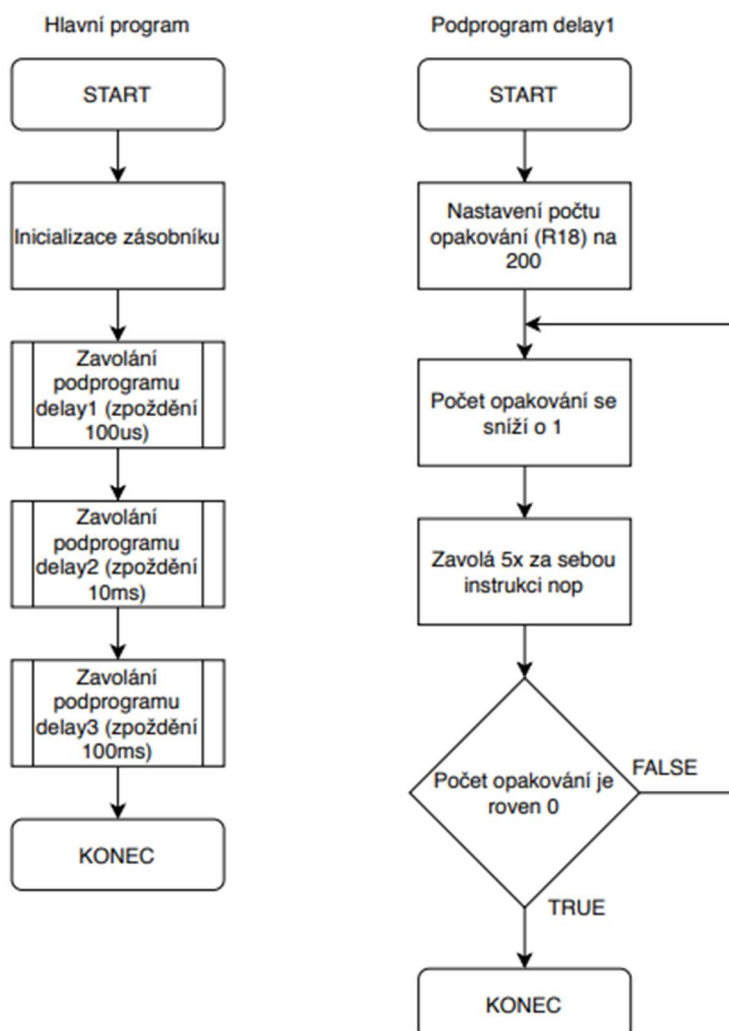 Hlavní program
START
Inicializace zásobníku
Zavolání
podprogramu
delay1 (zpoždění
100us)
Zavolání
podprogramu
delay2 (zpoždění
10ms)
Zavolání
podprogramu
delay3 (zpoždění
100ms)
KONEC
Podprogram delay1
START
Nastavení počtu
opakování (R18) na
200
Počet opakování se
sníží o 1
Zavolá 5x za sebou
instrukci nop
Počet opakování je
roven 0
FALSE
TRUE
KONEC